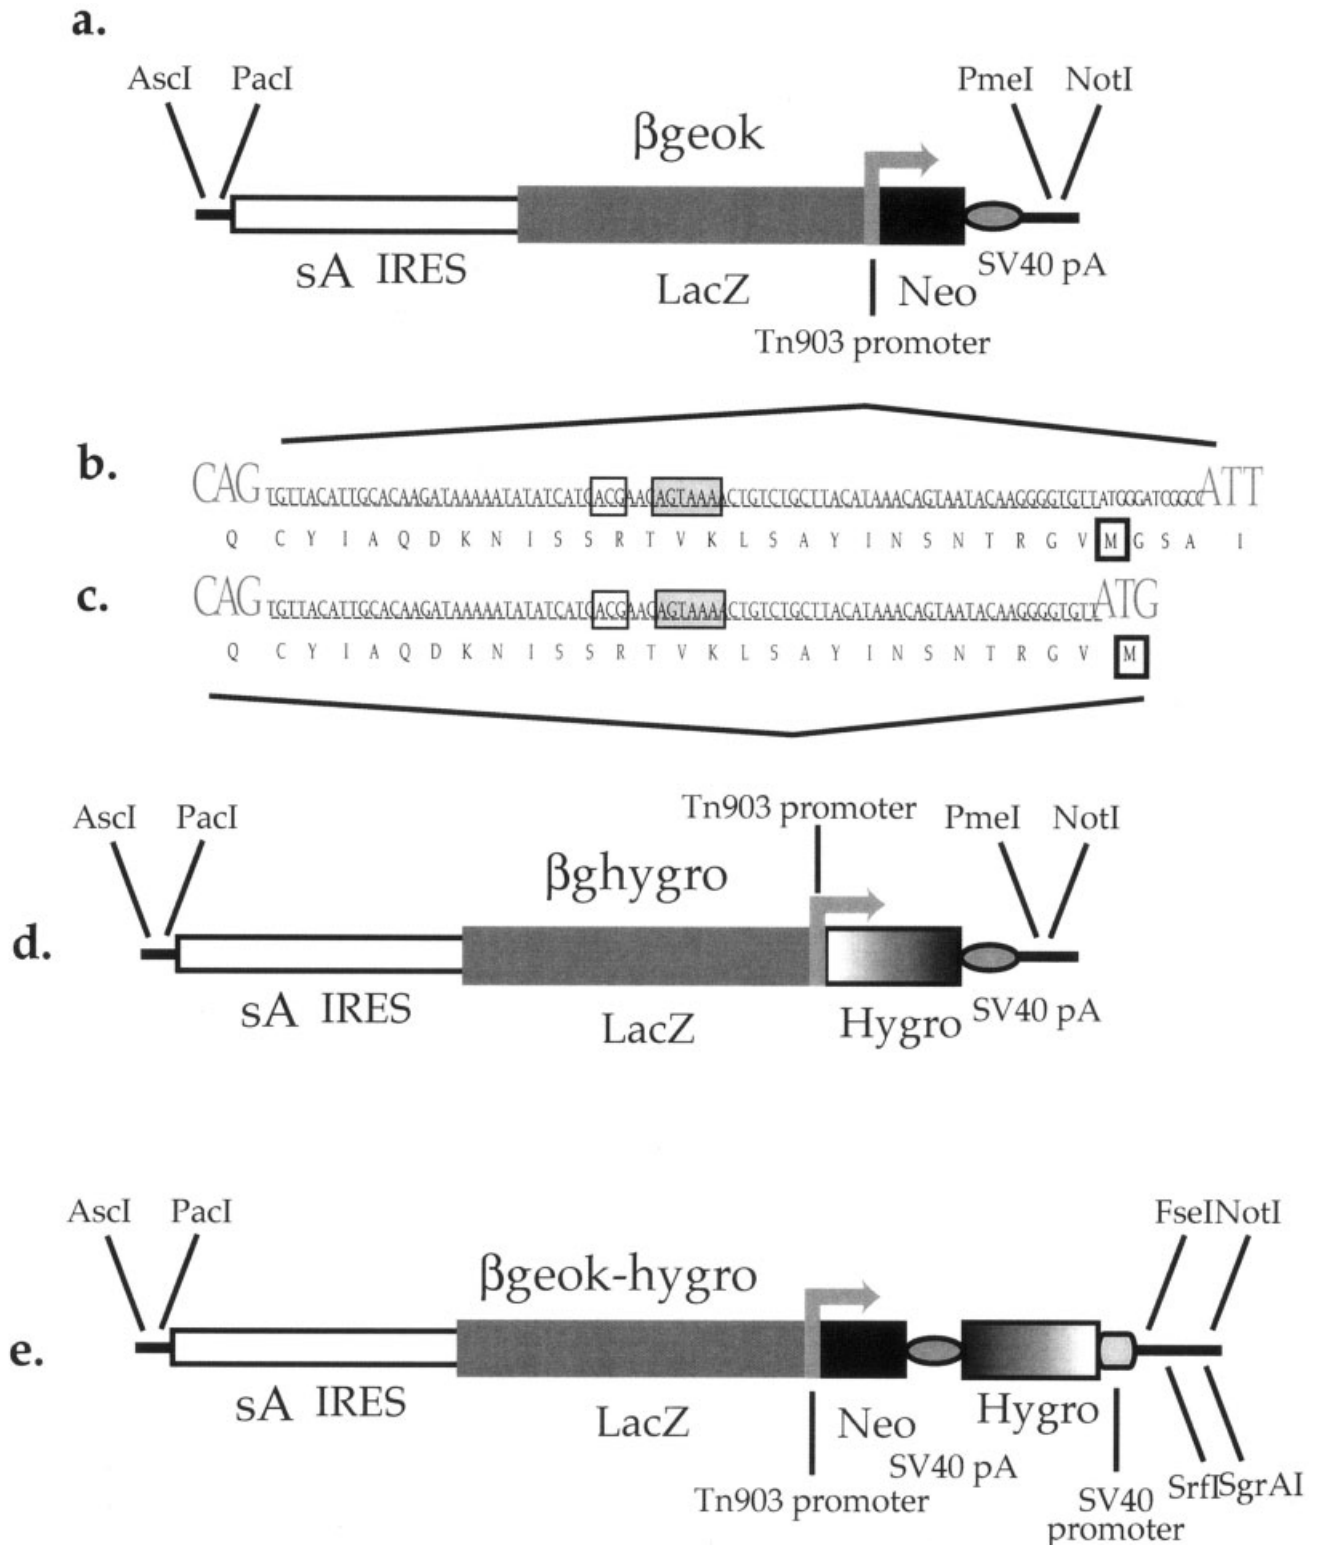 a.
AscI PacI PmeI NotI
βgeok
sA IRES LacZ Neo SV40 pA
Tn903 promoter
b.
CAG TGTTACATTGCACAAGATAAAAATATATCATCACGAACAGTAAAACTGTCTGCTTACATAAACAGTAATACAAGGGGTGTTATGGGATCGGCC ATT
Q C Y I A Q D K N I S S R T V K L S A Y I N S N T R G V M G S A I
c.
CAG TGTTACATTGCACAAGATAAAAATATATCATCACGAACAGTAAAACTGTCTGCTTACATAAACAGTAATACAAGGGGTGTT ATG
Q C Y I A Q D K N I S S R T V K L S A Y I N S N T R G V M
Tn903 promoter
AscI PacI PmeI NotI
βghygro
d.
sA IRES LacZ Hygro SV40 pA
AscI PacI FseI NotI
βgeok-hygro
e.
sA IRES LacZ Neo Hygro
SV40 pA
Tn903 promoter
SV40 promoter
SrfI SgrAI